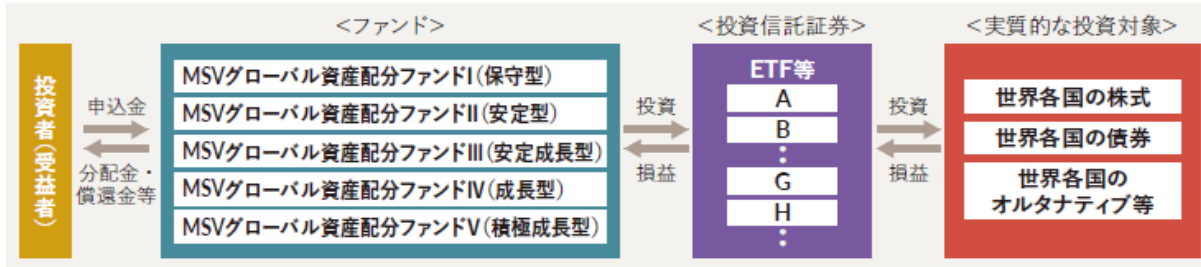 <ファンド>
<投資信託証券>
<実質的な投資対象>
投資者(受益者)
申込金
分配金・
償還金等
MSVグローバル資産配分ファンドⅠ(保守型)
MSVグローバル資産配分ファンドⅡ(安定型)
MSVグローバル資産配分ファンドⅢ(安定成長型)
MSVグローバル資産配分ファンドⅣ(成長型)
MSVグローバル資産配分ファンドⅤ(積極成長型)
投資
損益
ETF等
A
B
⋮
G
H
⋮
投資
損益
世界各国の株式
世界各国の債券
世界各国の
オルタナティブ等